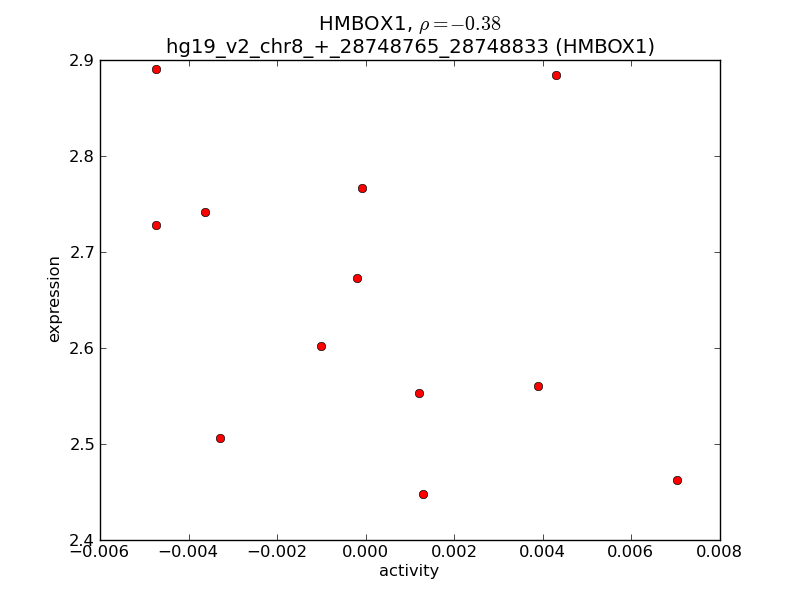 HMBOX1, ρ = −0.38
hg19_v2_chr8_+_28748765_28748833 (HMBOX1)
2.9
2.8
2.7
2.6
2.5
2.4
expression
−0.006 −0.004 −0.002 0.000 0.002 0.004 0.006 0.008
activity